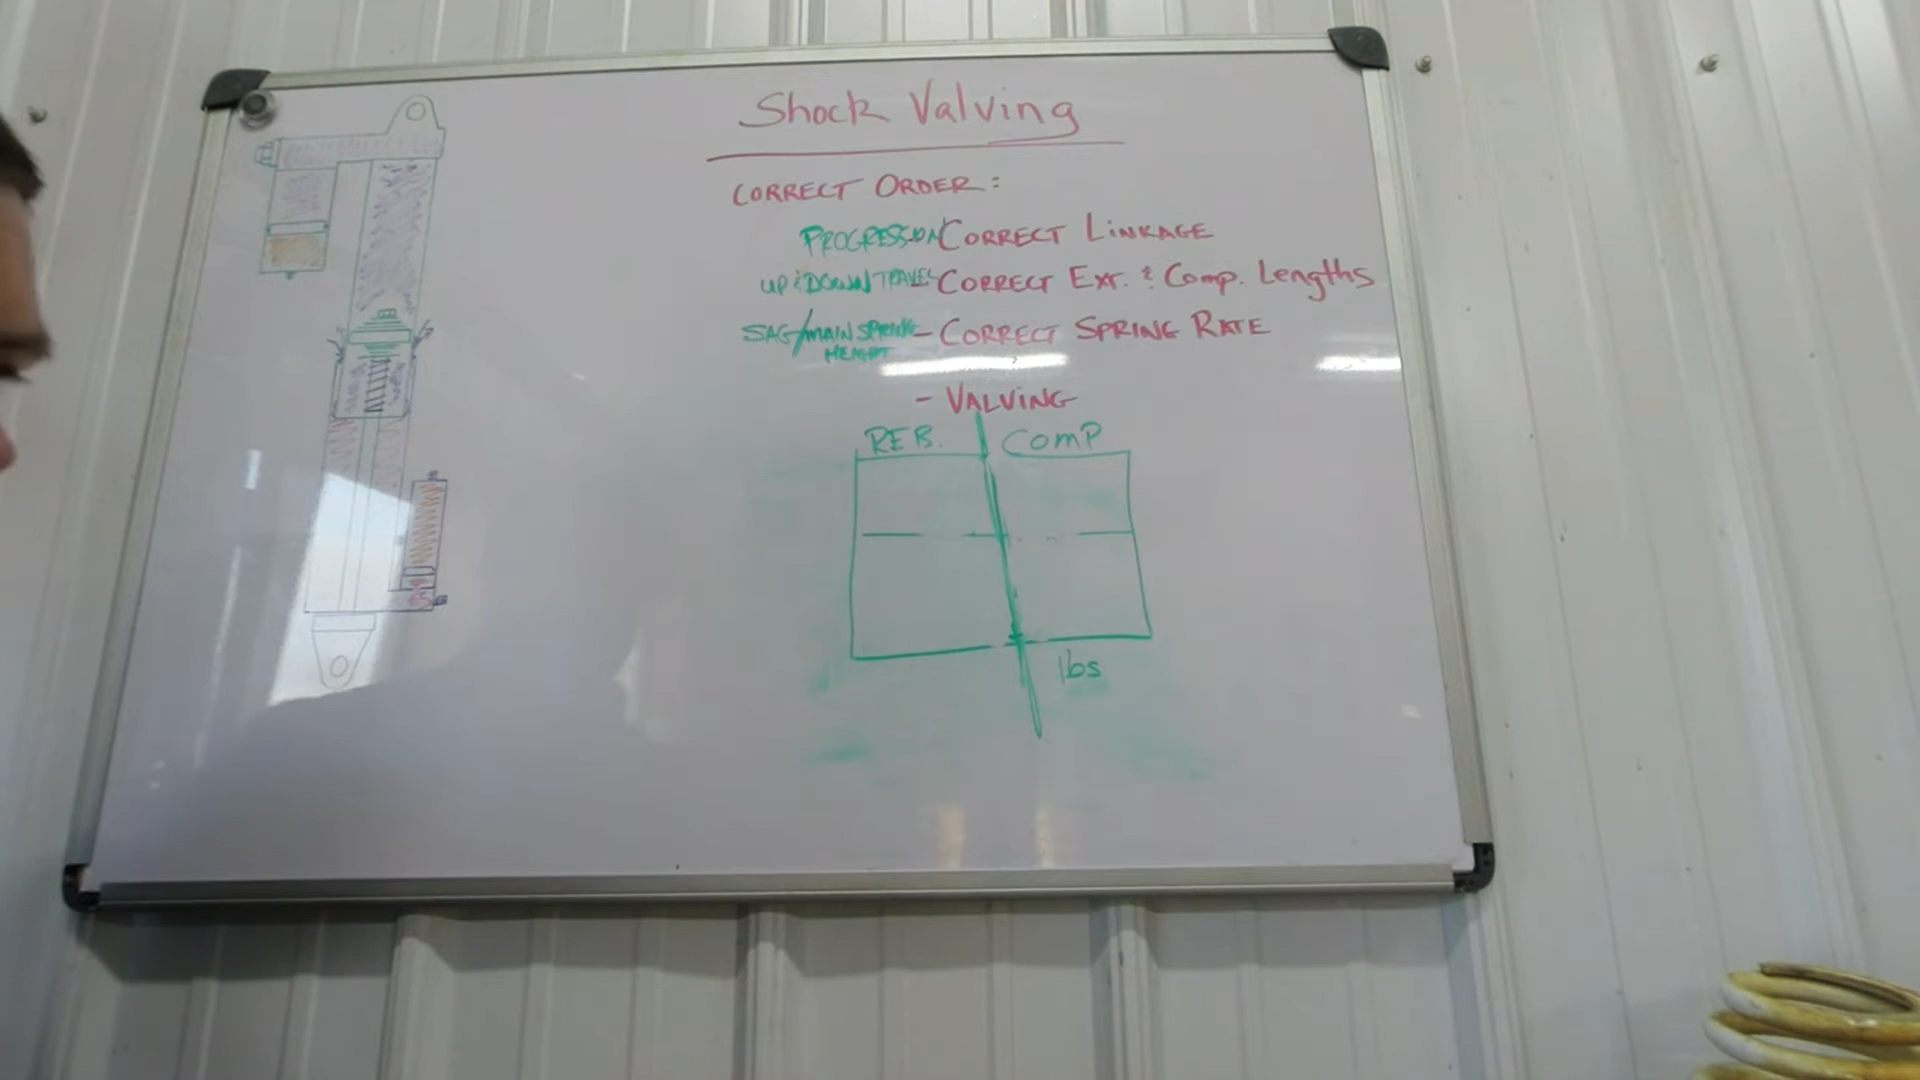 Shock Valving
CORRECT ORDER:
PROGRESSION CORRECT LINKAGE
UP & DOWN TRAVEL CORRECT EXT. & Comp. Lengths
SAG/MAIN SPRING - CORRECT SPRING RATE
HEIGHT
- VALVING
REB. COMP
lbs